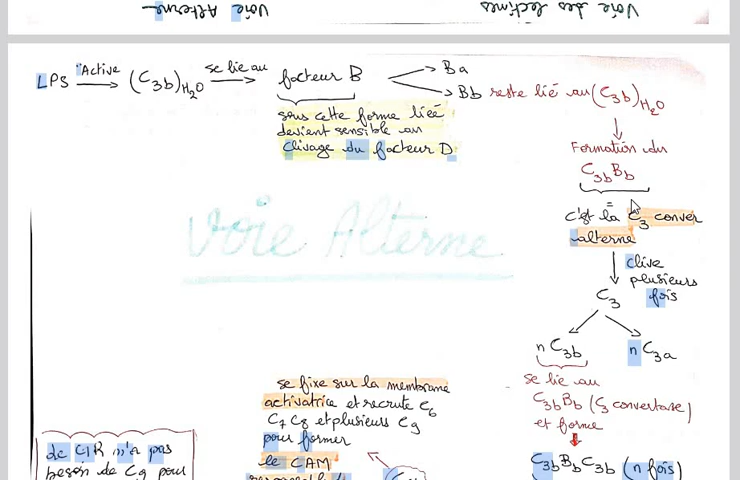 Voie Alterne
Voie des lectines
LPS Active (C3b)H2O se lie au facteur B
Ba
Bb reste lié au (C3b)H2O
sous cette forme liée
devient sensible au
clivage du facteur D
Formation du
C3bBb
c'est la C3 conver
alterne
clive
plusieurs
fois
C3
Voie Alterne
n C3b
n C3a
se lie au
C3bBb (C3 convertase)
et forme
C3bBbC3b (n fois)
se fixe sur la membrane
activatrice et recrute C6
C7 C8 et plusieurs C9
pour former
le CAM
le C1R n'a pas
besoin de C9 pour